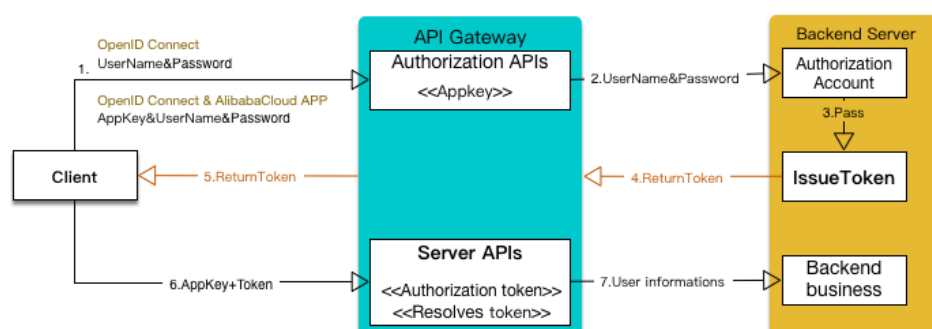 OpenID Connect
1.
UserName&Password
OpenID Connect & AlibabaCloud APP
AppKey&UserName&Password
API Gateway
Authorization APIs
<<Appkey>>
2.UserName&Password
Backend Server
Authorization
Account
3.Pass
Client
5.ReturnToken
4.ReturnToken
IssueToken
6.AppKey+Token
Server APIs
<<Authorization token>>
<<Resolves token>>
7.User informations
Backend
business